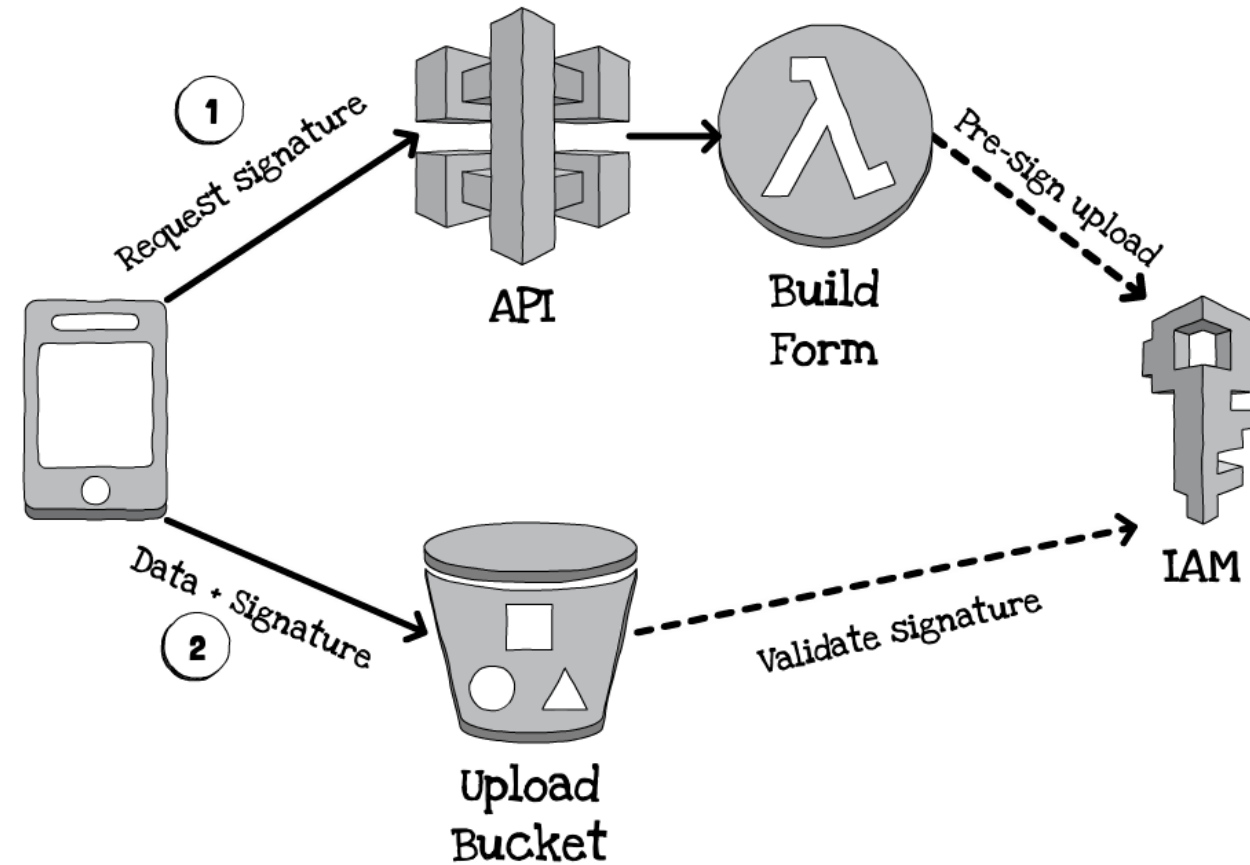 1
Request signature
API
Build
Form
Pre-sign upload
IAM
2
Data + Signature
Upload
Bucket
Validate signature